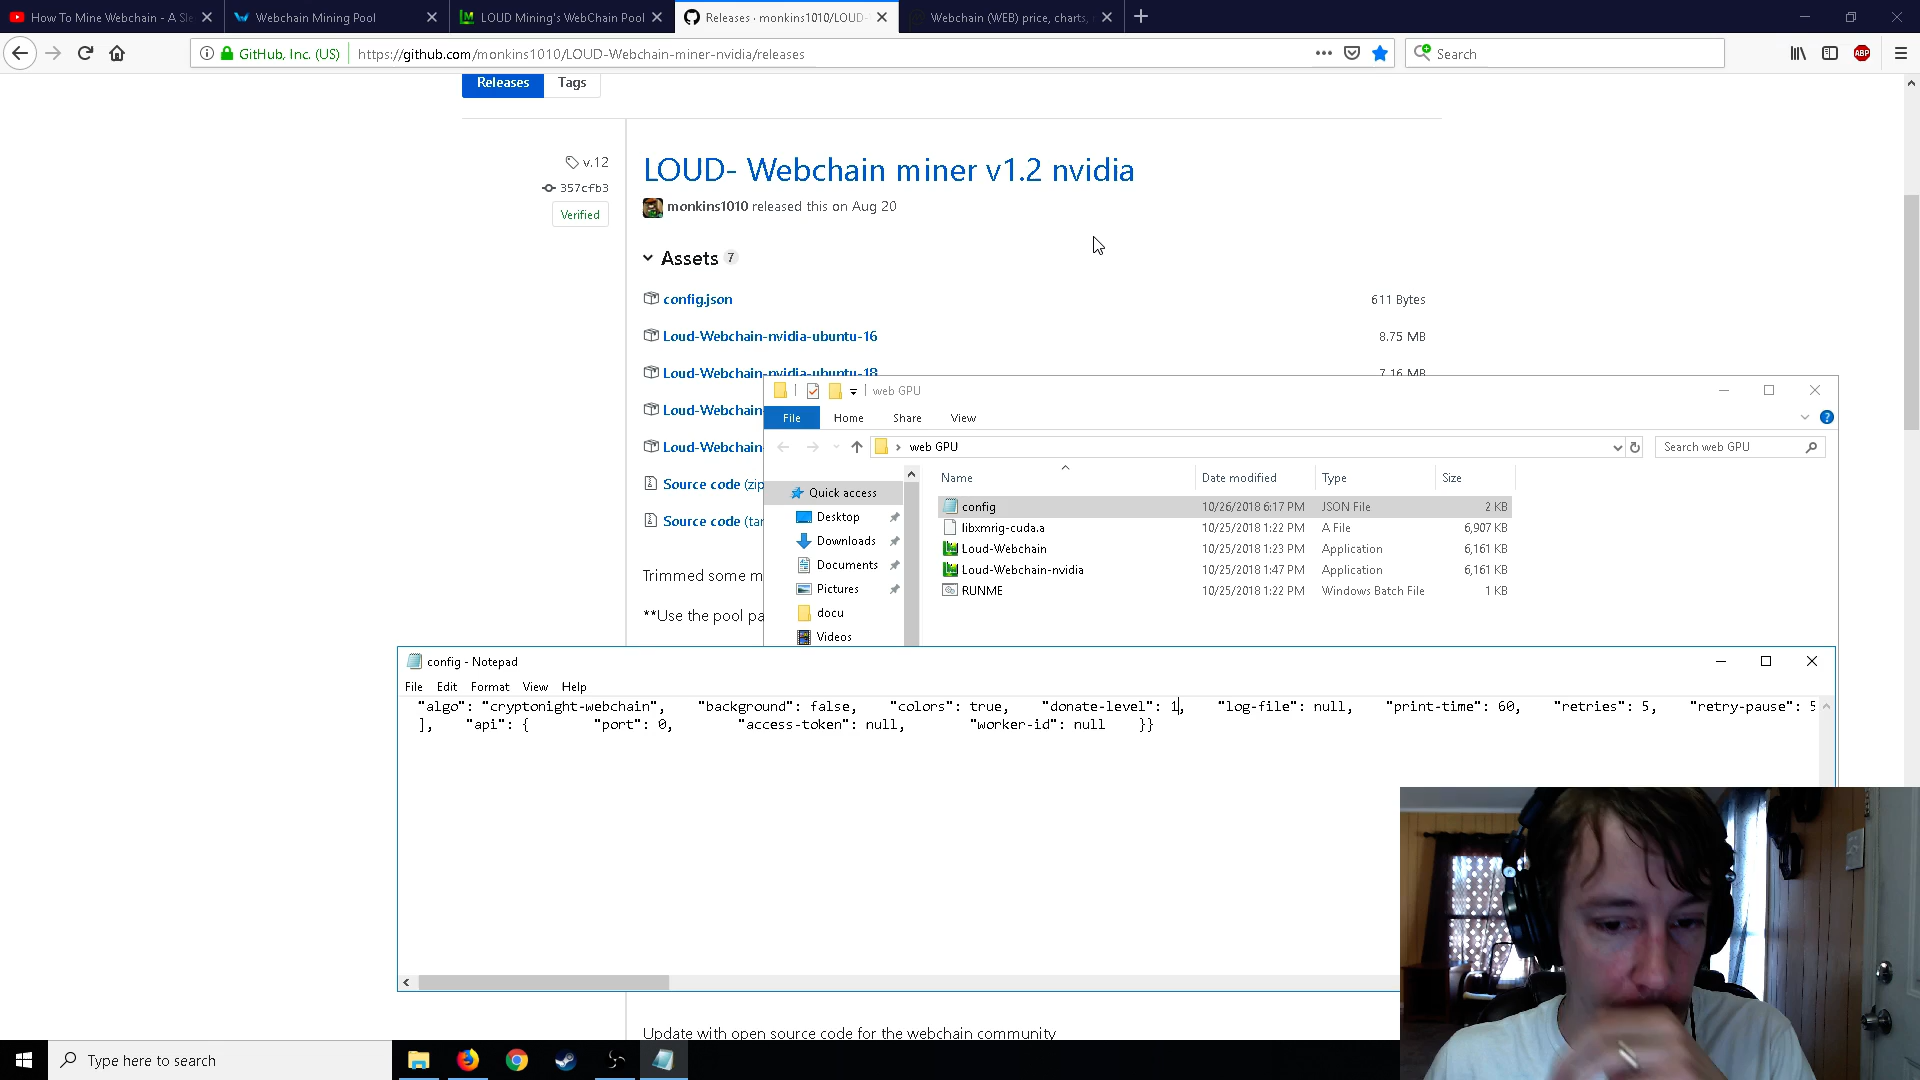 How To Mine Webchain - A Sle
Webchain Mining Pool
LOUD Mining's WebChain Pool
Releases · monkins1010/LOUD-
Webchain (WEB) price, charts,
GitHub, Inc. (US)
https://github.com/monkins1010/LOUD-Webchain-miner-nvidia/releases
Search
ABP
Releases
Tags
v.12
357cfb3
Verified
LOUD- Webchain miner v1.2 nvidia
monkins1010 released this on Aug 20
Assets 7
config.json
611 Bytes
Loud-Webchain-nvidia-ubuntu-16
8.75 MB
Loud-Webchain-nvidia-ubuntu-18
7.16 MB
Loud-Webchain-
Loud-Webchain-
Source code (zip
Source code (tar
Trimmed some m
**Use the pool pa
web GPU
File
Home
Share
View
web GPU
Search web GPU
Name
Date modified
Type
Size
Quick access
Desktop
Downloads
Documents
Pictures
docu
Videos
config
10/26/2018 6:17 PM
JSON File
2 KB
libxmrig-cuda.a
10/25/2018 1:22 PM
A File
6,907 KB
Loud-Webchain
10/25/2018 1:23 PM
Application
6,161 KB
Loud-Webchain-nvidia
10/25/2018 1:47 PM
Application
6,161 KB
RUNME
10/25/2018 1:22 PM
Windows Batch File
1 KB
config - Notepad
File Edit Format View Help
"algo": "cryptonight-webchain", "background": false, "colors": true, "donate-level": 1, "log-file": null, "print-time": 60, "retries": 5, "retry-pause": 5
], "api": { "port": 0, "access-token": null, "worker-id": null }}
Update with open source code for the webchain community
Type here to search